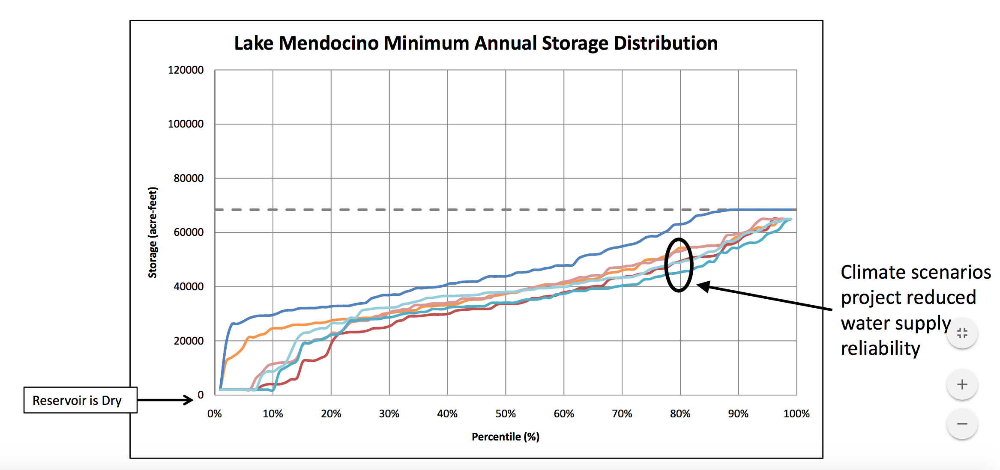 Lake Mendocino Minimum Annual Storage Distribution
120000
100000
80000
60000
40000
20000
0
Storage (acre-feet)
0% 10% 20% 30% 40% 50% 60% 70% 80% 90% 100%
Percentile (%)
Reservoir is Dry
Climate scenarios
project reduced
water supply
reliability